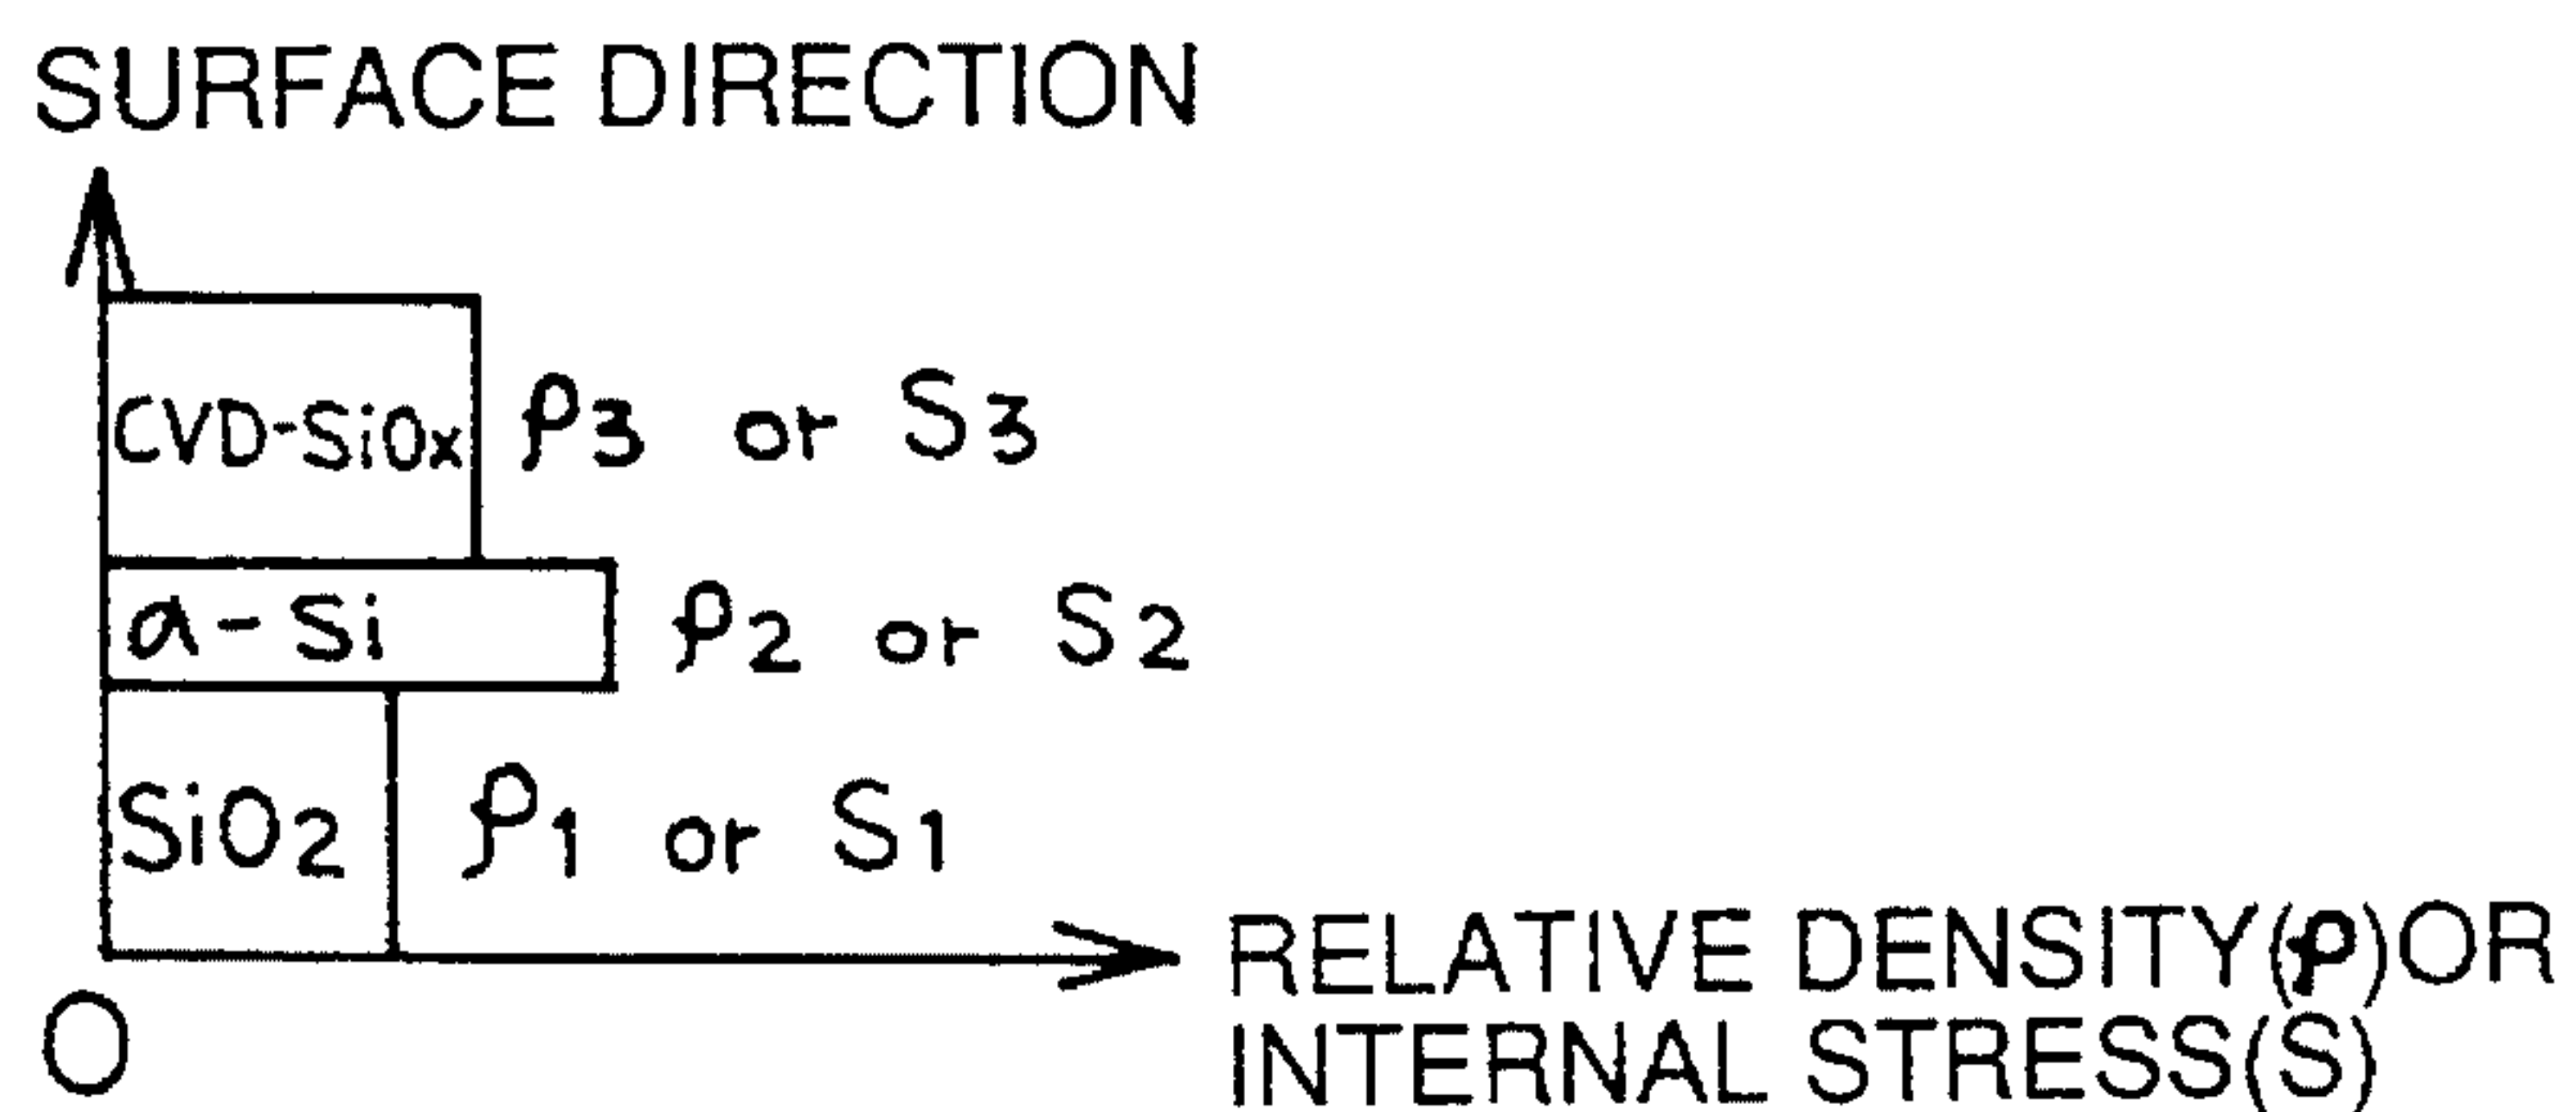 SURFACE DIRECTION
CVD-SiOx ρ3 or S3
a-Si ρ2 or S2
SiO2 ρ1 or S1
RELATIVE DENSITY(ρ)OR
INTERNAL STRESS(S)
O